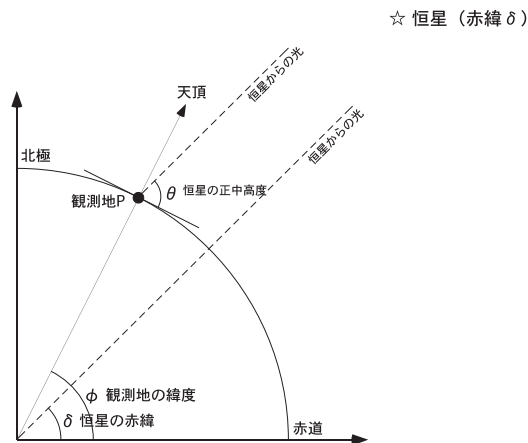 ☆ 恒星（赤緯δ）
恒星からの光
天頂
恒星からの光
北極
観測地P
θ 恒星の正中高度
φ 観測地の緯度
δ 恒星の赤緯
赤道